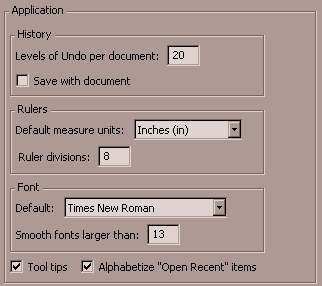 Application
History
Levels of Undo per document: 20
Save with document
Rulers
Default measure units: Inches (in)
Ruler divisions: 8
Font
Default: Times New Roman
Smooth fonts larger than: 13
Tool tips Alphabetize "Open Recent" items